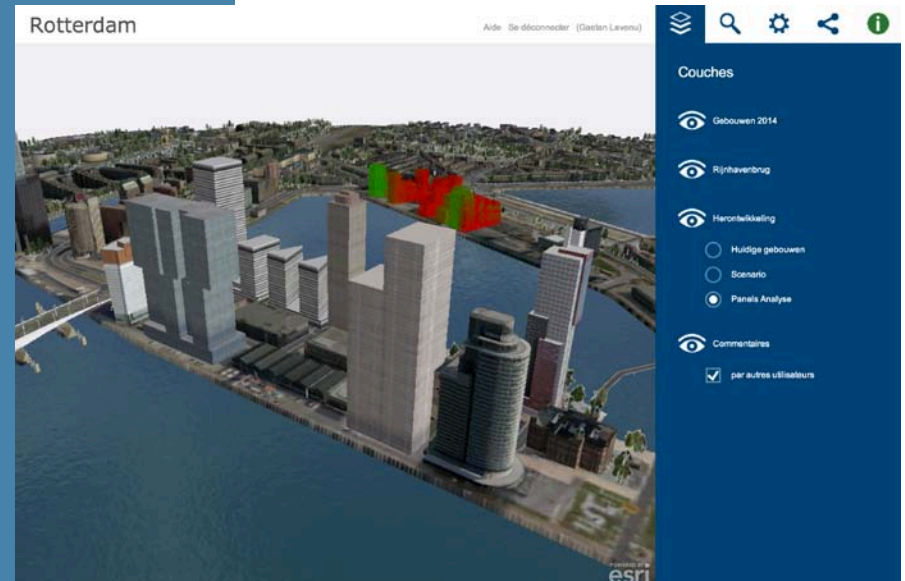 Rotterdam
Aide Se déconnecter (Gastan Lavenu)
Couches
Gebouwen 2014
Rijnhavenbrug
Herontwikkeling
Huidige gebouwen
Scenario
Panels Analyse
Commentaires
par autres utilisateurs
esri